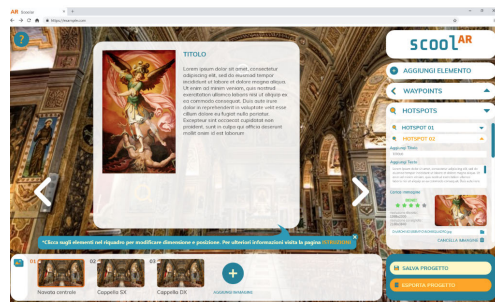 AR Scoolar
https://example.com
scoolAR
?
AGGIUNGI ELEMENTO
WAYPOINTS
HOTSPOTS
HOTSPOT 01
HOTSPOT 02
Aggiungi Titolo
TITOLO
Aggiungi Testo
TITOLO
Lorem ipsum dolor sit amet, consectetur
adipiscing elit, sed do eiusmod tempor
incididunt ut labore et dolore magna aliqua.
Ut enim ad minim veniam, quis nostrud
exercitation ullamco laboris nisi ut aliquip ex
ea commodo consequat. Duis aute irure
dolor in reprehenderit in voluptate velit esse
cillum dolore eu fugiat nulla pariatur.
Excepteur sint occaecat cupidatat non
proident, sunt in culpa qui officia deserunt
mollit anim id est laborum
*Clicca sugli elementi nel riquadro per modificare dimensione e posizione. Per ulteriori informazioni visita la pagina ISTRUZIONI
CANCELLA IMMAGINE
01
02
03
Navata centrale
Cappella SX
Cappella DX
AGGIUNGI WAYPOINT
SALVA PROGETTO
ESPORTA PROGETTO